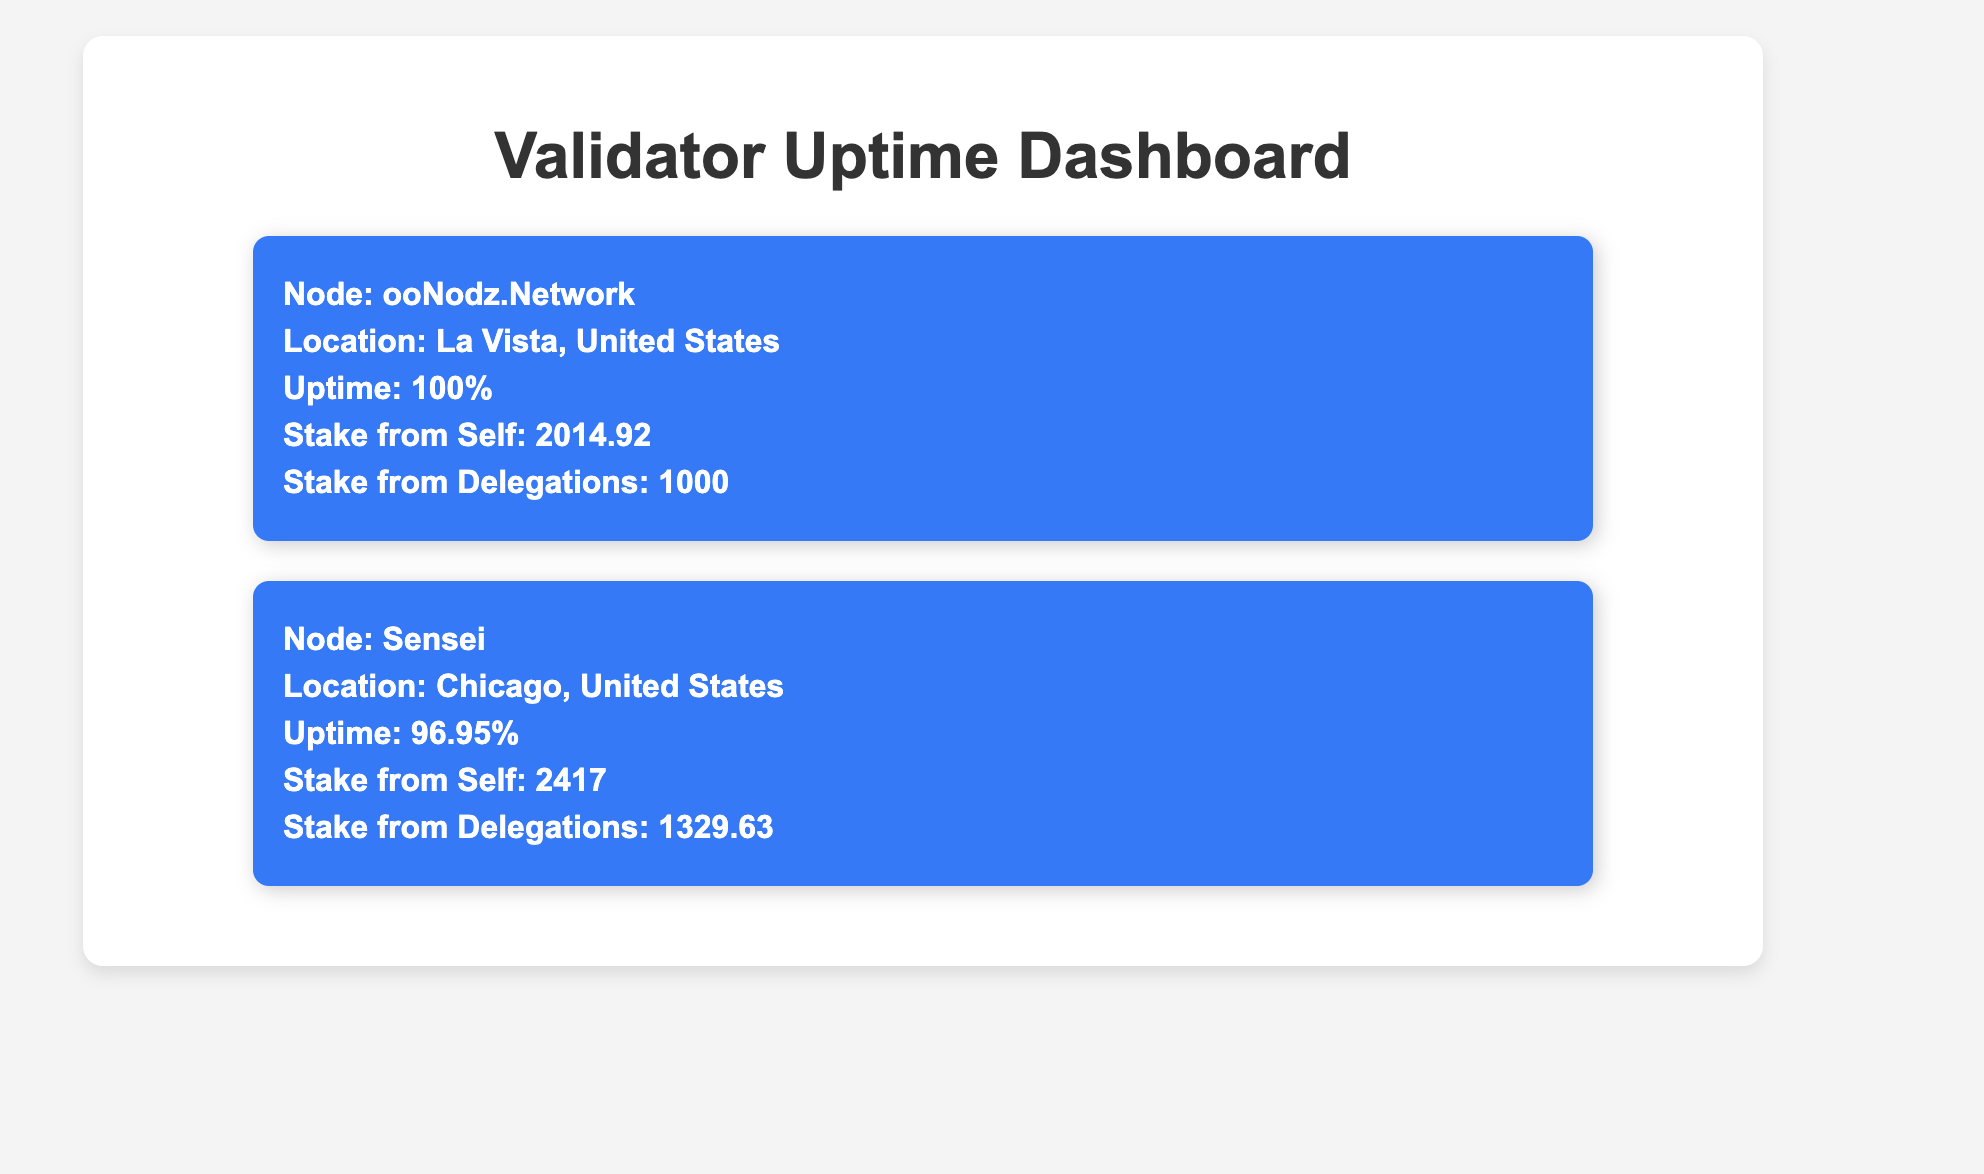 Validator Uptime Dashboard
Node: ooNodz.Network
Location: La Vista, United States
Uptime: 100%
Stake from Self: 2014.92
Stake from Delegations: 1000
Node: Sensei
Location: Chicago, United States
Uptime: 96.95%
Stake from Self: 2417
Stake from Delegations: 1329.63